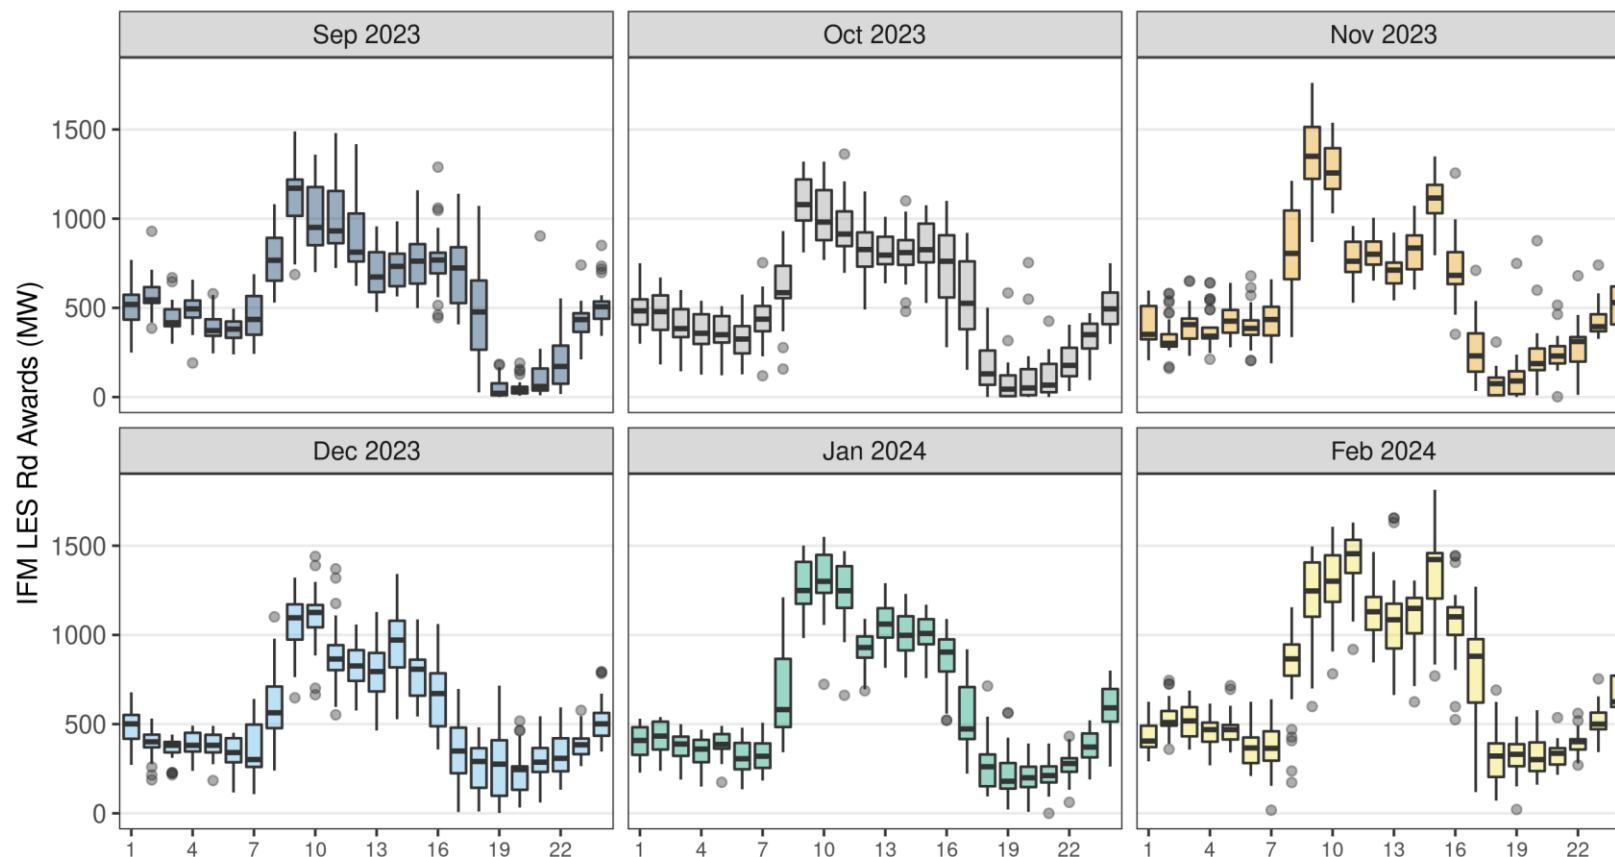 Sep 2023
Oct 2023
Nov 2023
1500
1000
500
0
Dec 2023
Jan 2024
Feb 2024
1500
1000
500
0
1 4 7 10 13 16 19 22
1 4 7 10 13 16 19 22
1 4 7 10 13 16 19 22
IFM LES Rd Awards (MW)